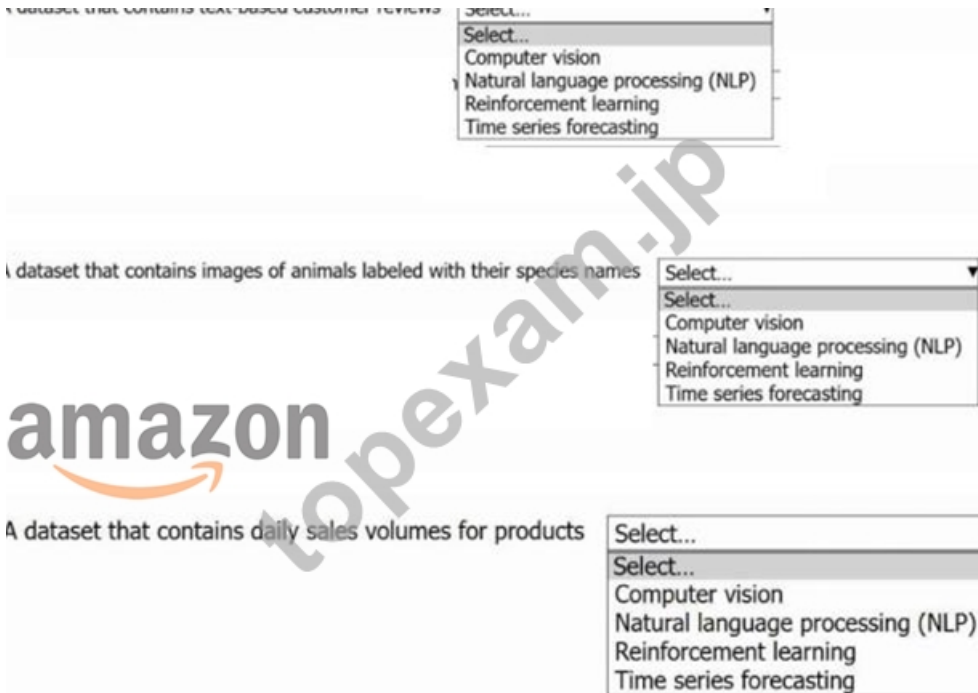 A dataset that contains text-based customer reviews Select...
Select...
Computer vision
Natural language processing (NLP)
Reinforcement learning
Time series forecasting
A dataset that contains images of animals labeled with their species names Select...
Select...
Computer vision
Natural language processing (NLP)
Reinforcement learning
Time series forecasting
topexam.jp
amazon
A dataset that contains daily sales volumes for products Select...
Select...
Computer vision
Natural language processing (NLP)
Reinforcement learning
Time series forecasting